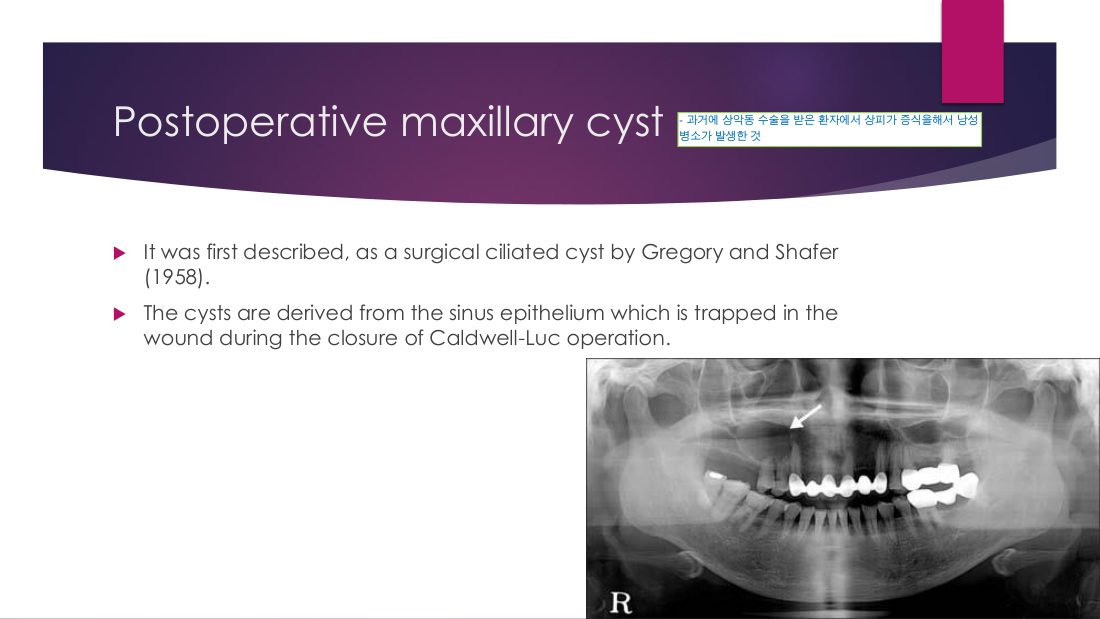 Postoperative maxillary cyst
- 과거에 상악동 수술을 받은 환자에서 상피가 증식을해서 낭성
병소가 발생한 것
It was first described, as a surgical ciliated cyst by Gregory and Shafer
(1958).
The cysts are derived from the sinus epithelium which is trapped in the
wound during the closure of Caldwell-Luc operation.
R